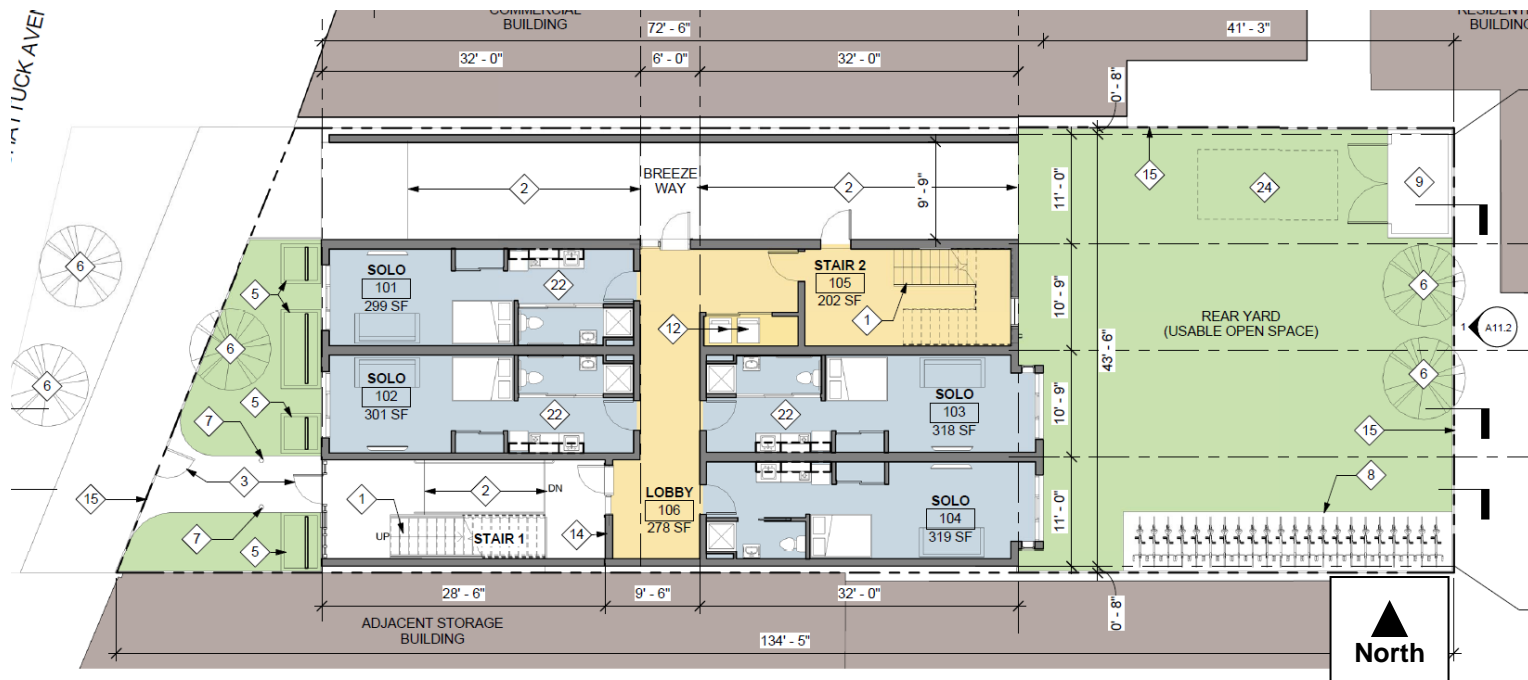 COMMERCIAL
BUILDING
RESIDENTI
BUILDING
72' - 6"
41' - 3"
32' - 0"
6' - 0"
32' - 0"
0' - 8"
BREEZE
WAY
2
2
9' - 9"
11' - 0"
15
24
9
6
5
SOLO
101
299 SF
22
STAIR 2
105
202 SF
1
12
10' - 9"
REAR YARD
(USABLE OPEN SPACE)
6
1
A11.2
43' - 6"
6
6
6
5
7
SOLO
102
301 SF
22
22
SOLO
103
318 SF
10' - 9"
15
3
15
7
5
1
2
DN
UP
STAIR 1
14
LOBBY
106
278 SF
SOLO
104
319 SF
11' - 0"
8
28' - 6"
9' - 6"
32' - 0"
0' - 8"
ADJACENT STORAGE
BUILDING
134' - 5"
North